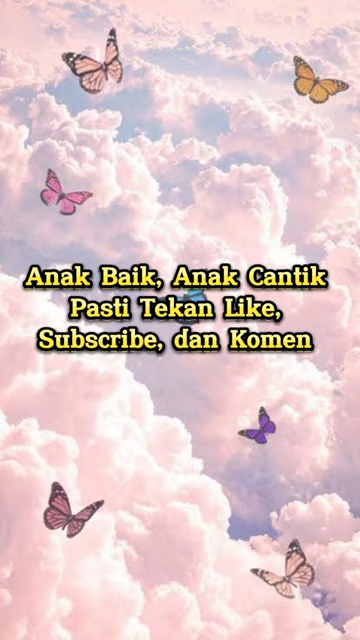 Anak Baik, Anak Cantik
Pasti Tekan Like,
Subscribe, dan Komen